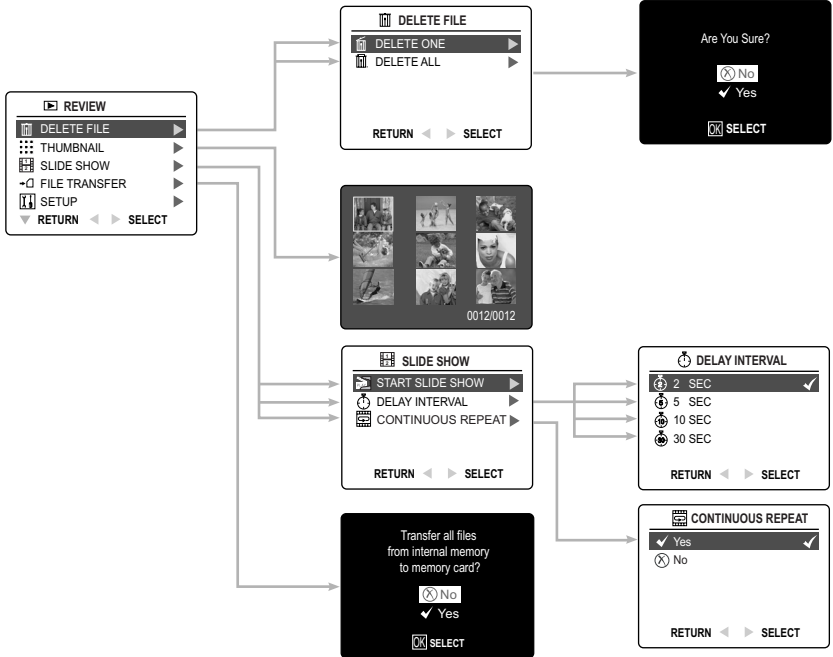 REVIEW
DELETE FILE
THUMBNAIL
SLIDE SHOW
FILE TRANSFER
SETUP
RETURN SELECT
DELETE FILE
DELETE ONE
DELETE ALL
RETURN SELECT
Are You Sure?
No
Yes
OK SELECT
0012/0012
SLIDE SHOW
START SLIDE SHOW
DELAY INTERVAL
CONTINUOUS REPEAT
RETURN SELECT
DELAY INTERVAL
2 SEC
5 SEC
10 SEC
30 SEC
RETURN SELECT
Transfer all files
from internal memory
to memory card?
No
Yes
OK SELECT
CONTINUOUS REPEAT
Yes
No
RETURN SELECT